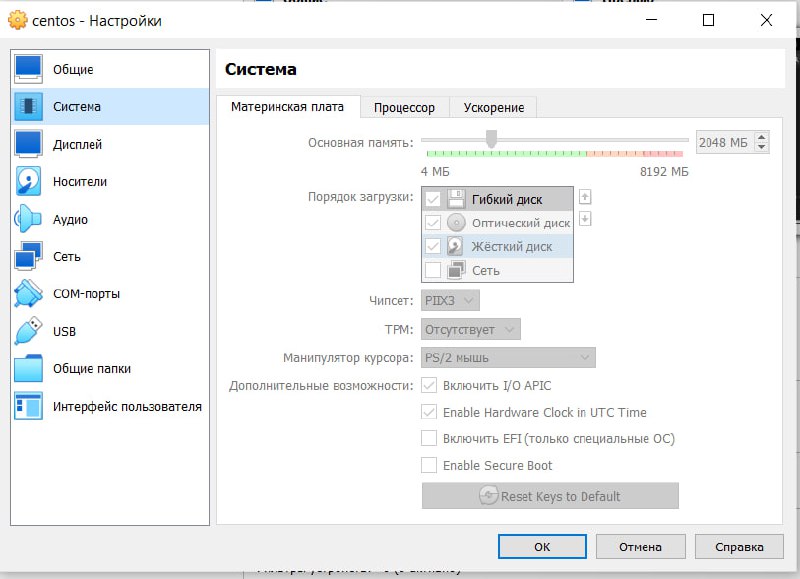 centos - Настройки
Общие
Система
Дисплей
Носители
Аудио
Сеть
COM-порты
USB
Общие папки
Интерфейс пользователя
Система
Материнская плата
Процессор
Ускорение
Основная память:
2048 МБ
4 МБ
8192 МБ
Порядок загрузки:
Гибкий диск
Оптический диск
Жёсткий диск
Сеть
Чипсет:
PIIX3
TPM:
Отсутствует
Манипулятор курсора:
PS/2 мышь
Дополнительные возможности:
Включить I/O APIC
Enable Hardware Clock in UTC Time
Включить EFI (только специальные ОС)
Enable Secure Boot
Reset Keys to Default
OK
Отмена
Справка